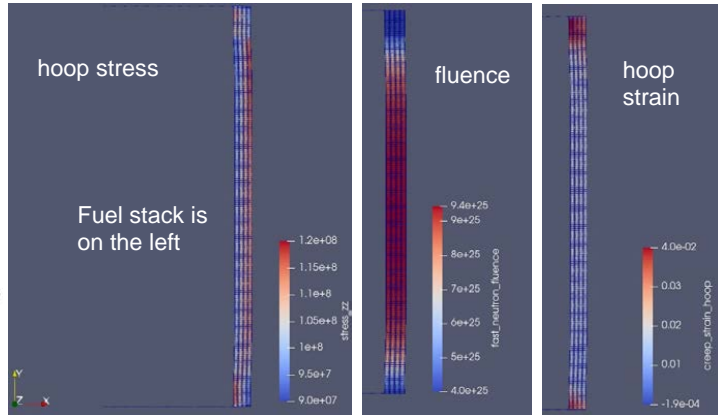 hoop stress
Fuel stack is
on the left
1.2e+08
1.15e+8
1.1e+8
1.05e+8
1e+8
9.5e+7
9.0e+07
stress_zz
Y
Z
X
fluence
9.4e+25
9e+25
8e+25
7e+25
6e+25
5e+25
4.0e+25
fast_neutron_fluence
hoop
strain
4.0e-02
0.03
0.02
0.01
-1.9e-04
creep_strain_hoop